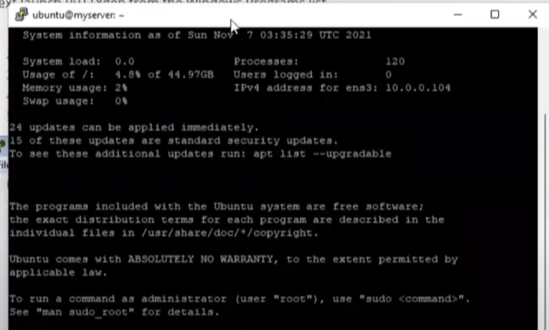 ubuntu@myserver: ~
System information as of Sun Nov 7 03:35:29 UTC 2021
System load: 0.0 Processes: 120
Usage of /: 4.8% of 44.97GB Users logged in: 0
Memory usage: 2% IPv4 address for ens3: 10.0.0.104
Swap usage: 0%
24 updates can be applied immediately.
15 of these updates are standard security updates.
To see these additional updates run: apt list --upgradable
The programs included with the Ubuntu system are free software;
the exact distribution terms for each program are described in the
individual files in /usr/share/doc/*/copyright.
Ubuntu comes with ABSOLUTELY NO WARRANTY, to the extent permitted by
applicable law.
To run a command as administrator (user "root"), use "sudo <command>".
See "man sudo_root" for details.